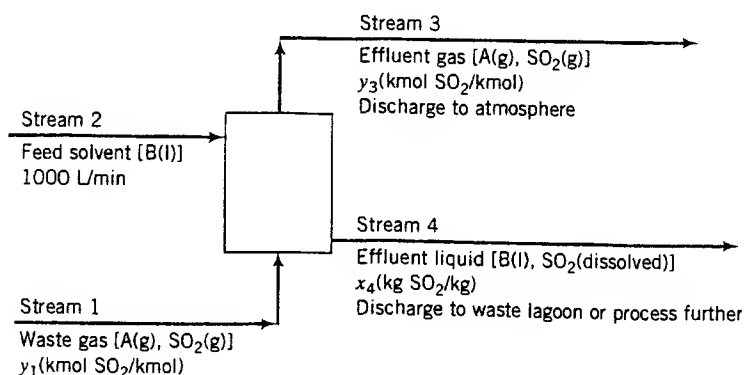 Stream 3
Effluent gas [A(g), SO₂(g)]
y₃(kmol SO₂/kmol)
Discharge to atmosphere
Stream 2
Feed solvent [B(l)]
1000 L/min
Stream 4
Effluent liquid [B(l), SO₂(dissolved)]
x₄(kg SO₂/kg)
Discharge to waste lagoon or process further
Stream 1
Waste gas [A(g), SO₂(g)]
y₁(kmol SO₂/kmol)